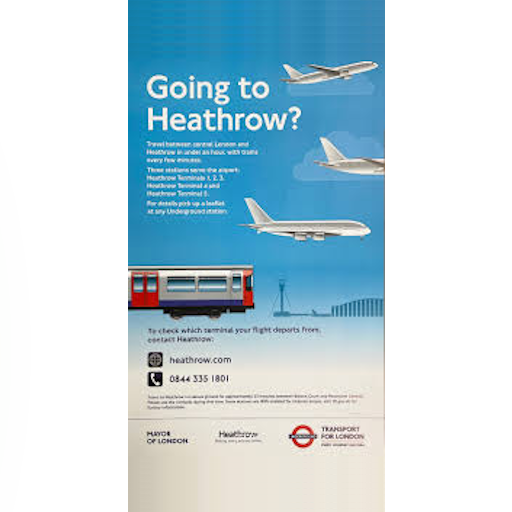 Going to
Heathrow?
Travel between central London and
Heathrow in under an hour, with trains
every few minutes.
Three stations serve the airport:
Heathrow Terminals 1, 2, 3,
Heathrow Terminal 4 and
Heathrow Terminal 5.
For details pick up a leaflet
at any Underground station.
To check which terminal your flight departs from,
contact Heathrow:
heathrow.com
0844 335 1801
MAYOR
OF LONDON
Heathrow
TRANSPORT
FOR LONDON